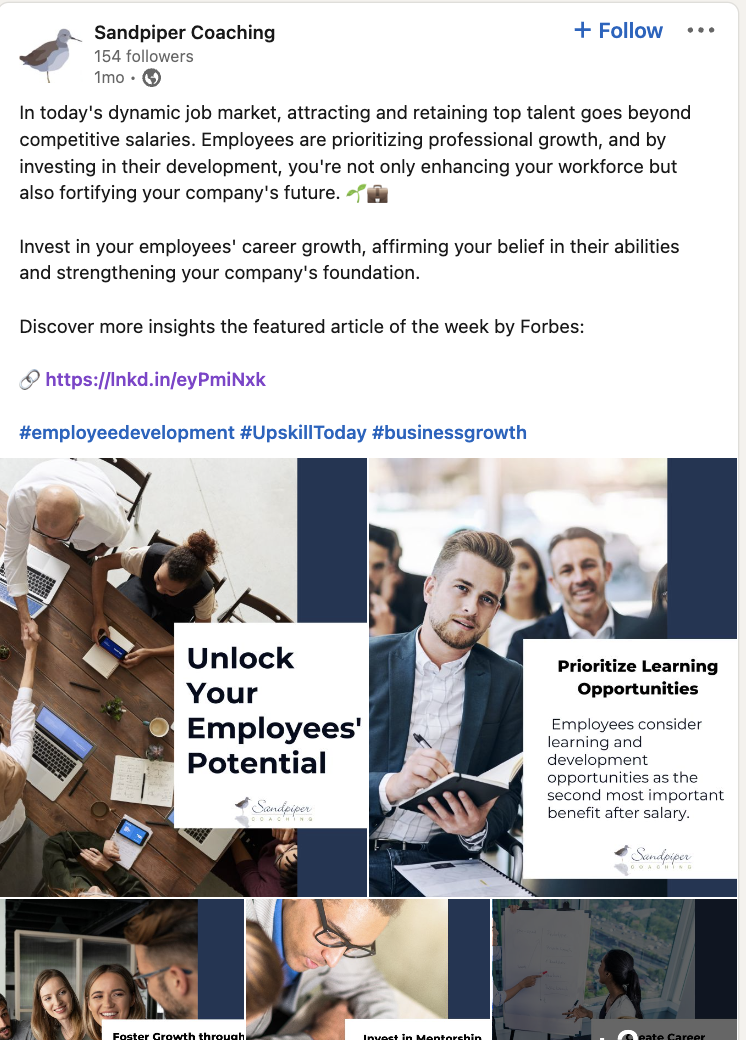 Sandpiper Coaching
+ Follow
154 followers
1mo •
In today's dynamic job market, attracting and retaining top talent goes beyond
competitive salaries. Employees are prioritizing professional growth, and by
investing in their development, you're not only enhancing your workforce but
also fortifying your company's future. 🌱💼
Invest in your employees' career growth, affirming your belief in their abilities
and strengthening your company's foundation.
Discover more insights the featured article of the week by Forbes:
🔗 https://lnkd.in/eyPmiNxk
#employeedevelopment #UpskillToday #businessgrowth
Unlock
Your
Employees'
Potential
Sandpiper
COACHING
Prioritize Learning
Opportunities
Employees consider
learning and
development
opportunities as the
second most important
benefit after salary.
Sandpiper
COACHING
Foster Growth through
Invest in Mentorship
Career